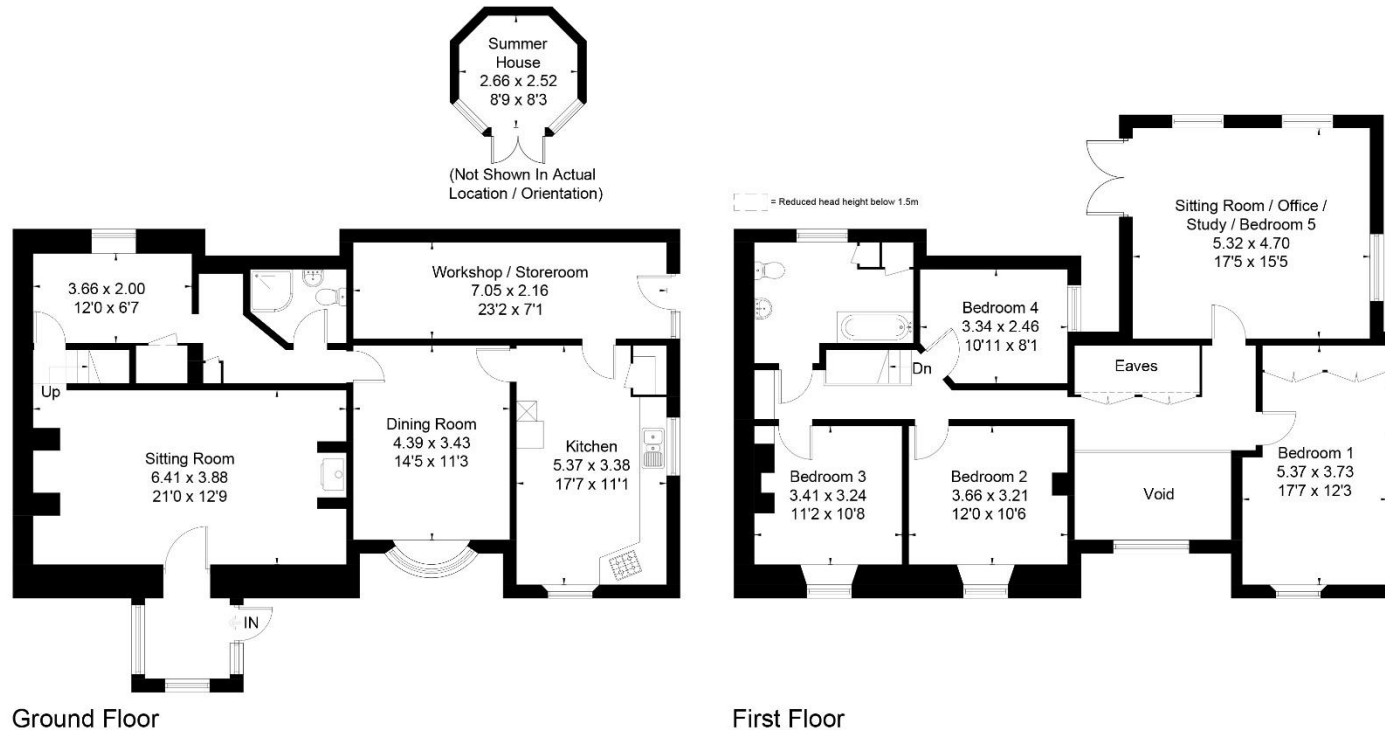 Summer
House
2.66 x 2.52
8'9 x 8'3
(Not Shown In Actual
Location / Orientation)
3.66 x 2.00
12'0 x 6'7
Workshop / Storeroom
7.05 x 2.16
23'2 x 7'1
Up
Sitting Room
6.41 x 3.88
21'0 x 12'9
Dining Room
4.39 x 3.43
14'5 x 11'3
Kitchen
5.37 x 3.38
17'7 x 11'1
IN
Ground Floor
= Reduced head height below 1.5m
Sitting Room / Office /
Study / Bedroom 5
5.32 x 4.70
17'5 x 15'5
Bedroom 4
3.34 x 2.46
10'11 x 8'1
Dn
Eaves
Bedroom 3
3.41 x 3.24
11'2 x 10'8
Bedroom 2
3.66 x 3.21
12'0 x 10'6
Void
Bedroom 1
5.37 x 3.73
17'7 x 12'3
First Floor